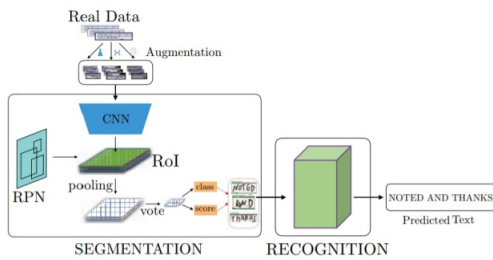 Real Data
Augmentation
CNN
RPN
RoI
pooling
vote
class
score
NOTED
AND
THANKS
SEGMENTATION
RECOGNITION
NOTED AND THANKS
Predicted Text